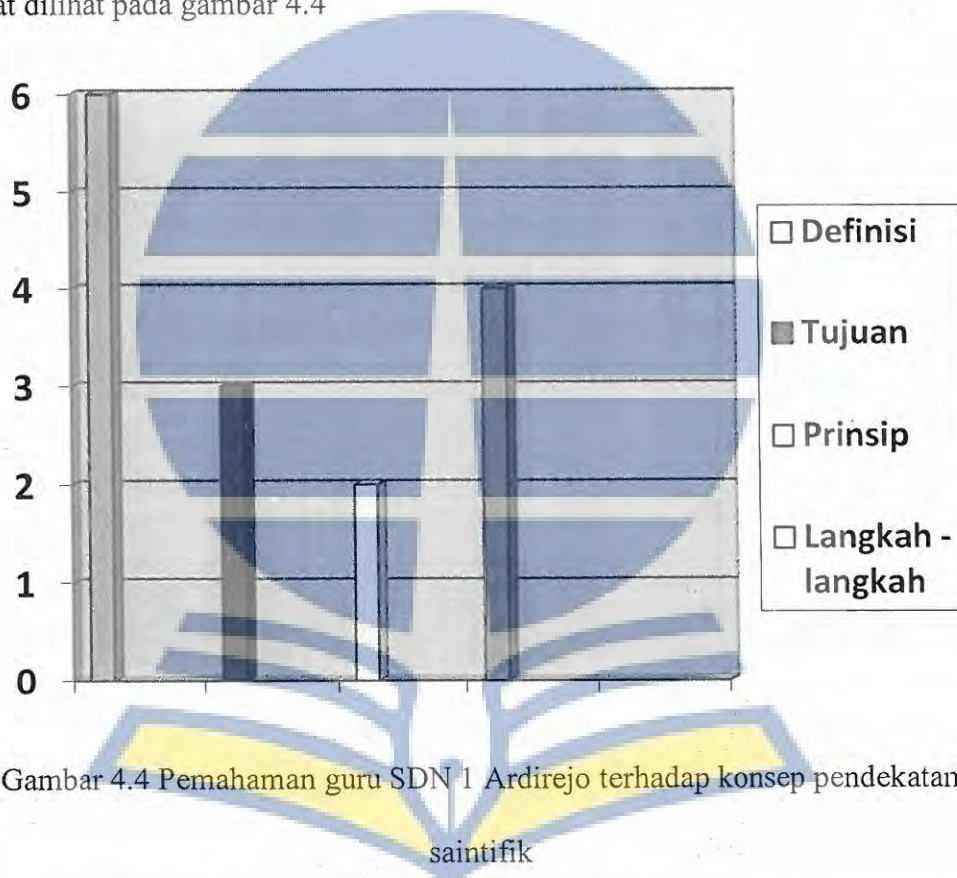 at dilihat pada gambar 4.4
6
5
4
3
2
1
0
Definisi
Tujuan
Prinsip
Langkah -
langkah
Gambar 4.4 Pemahaman guru SDN 1 Ardirejo terhadap konsep pendekatan
saintifik